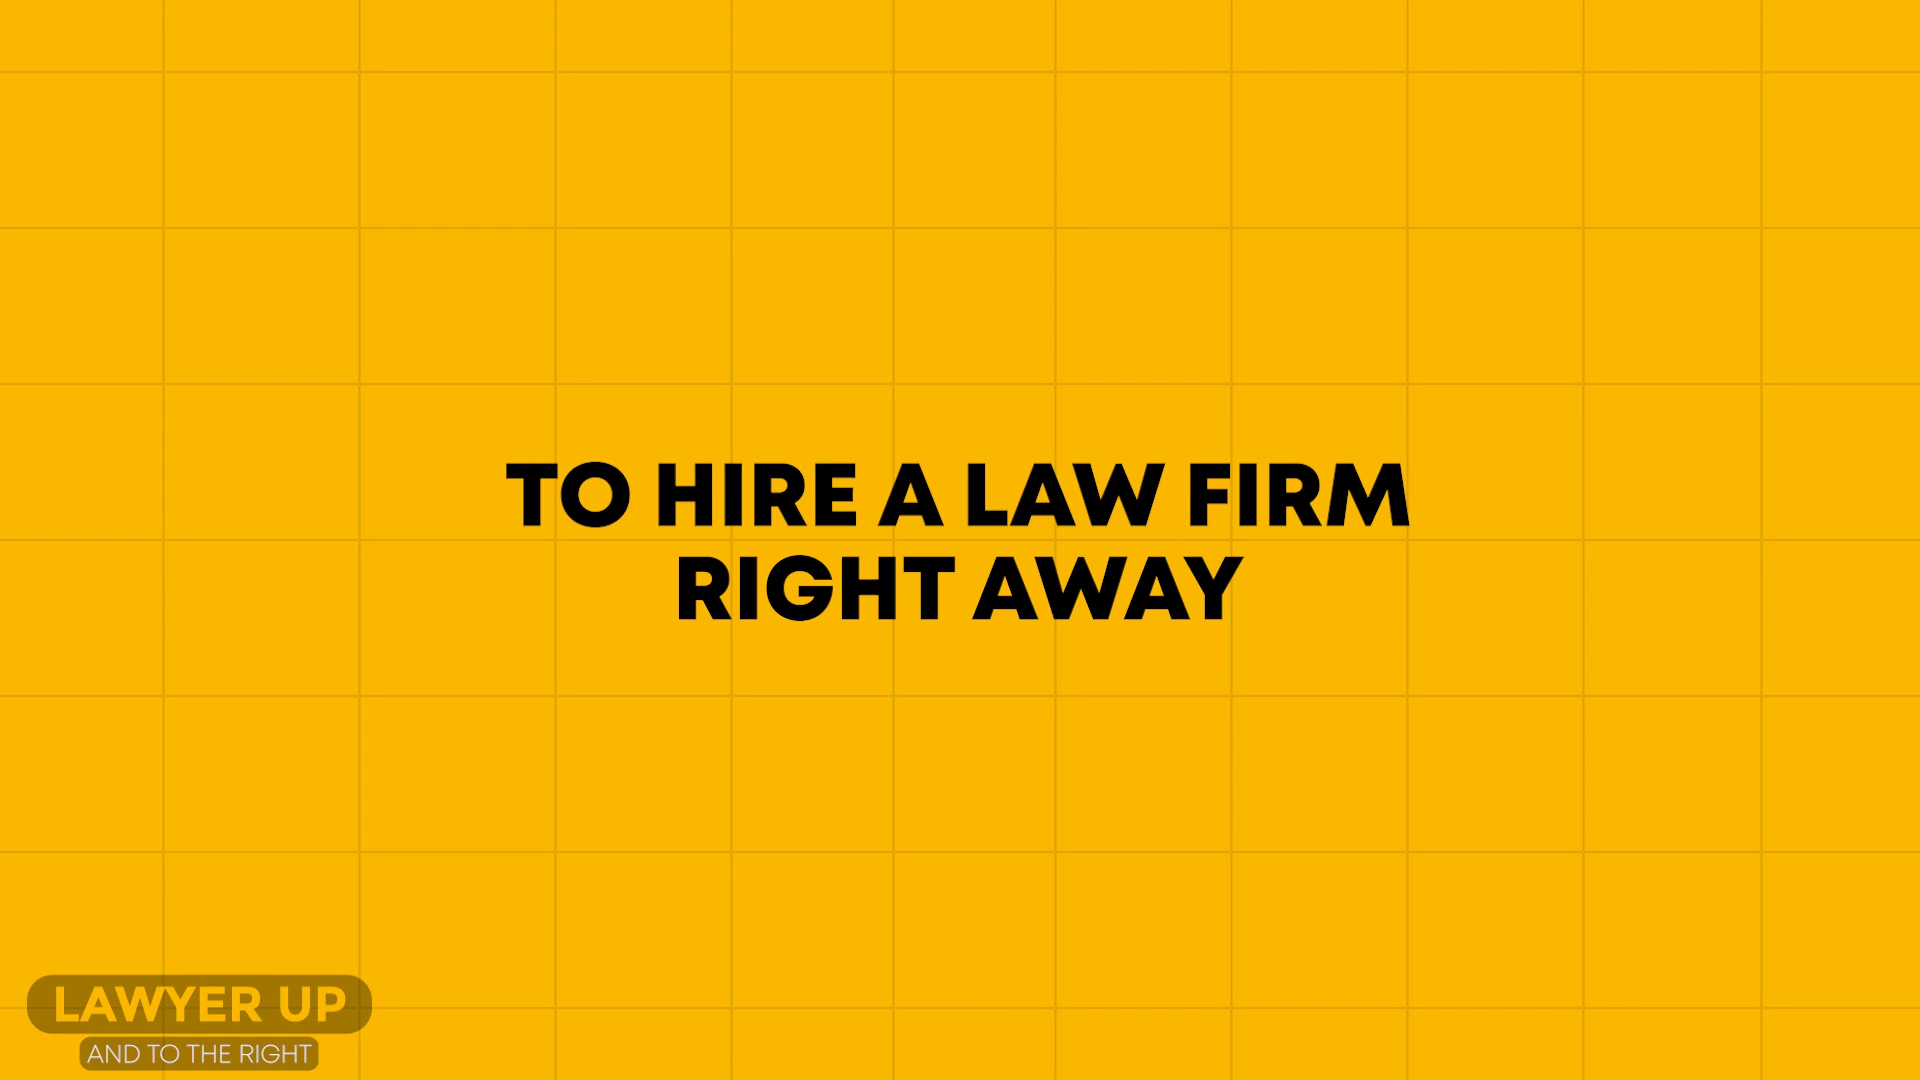 TO HIRE A LAW FIRM
RIGHT AWAY
LAWYER UP
AND TO THE RIGHT